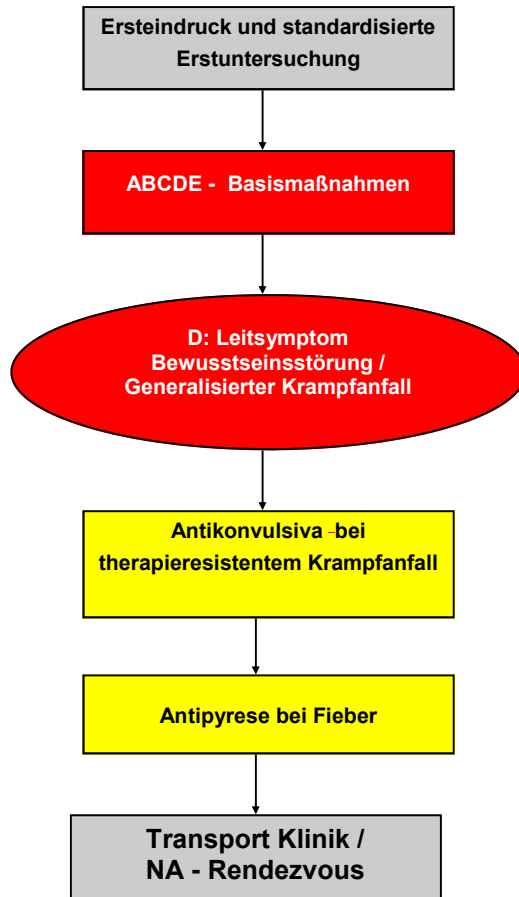 Ersteindruck und standardisierte
Erstuntersuchung
ABCDE - Basismaßnahmen
D: Leitsymptom
Bewusstseinsstörung /
Generalisierter Krampfanfall
Antikonvulsiva -bei
therapieresistentem Krampfanfall
Antipyrese bei Fieber
Transport Klinik /
NA - Rendezvous